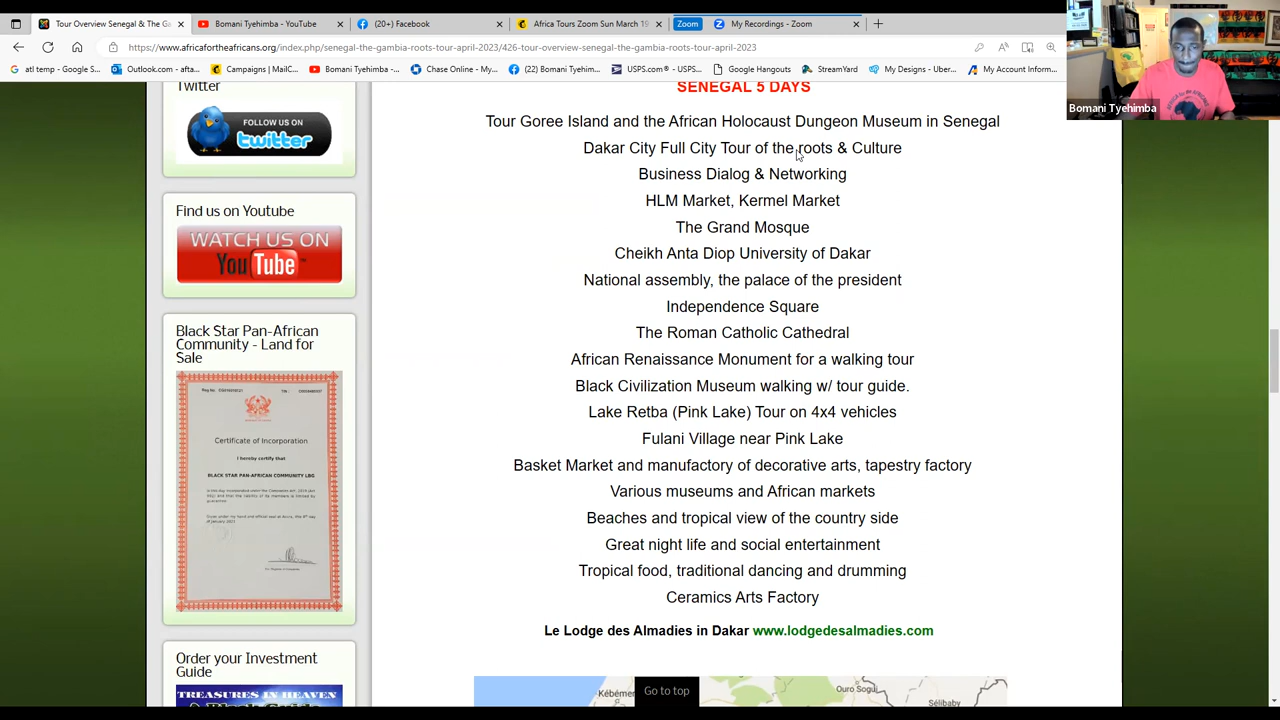 Tour Overview Senegal & The Ga
Bomani Tyehimba - YouTube
(20+) Facebook
Africa Tours Zoom Sun March 19
Zoom
My Recordings - Zoom
https://www.africafortheafricans.org/index.php/senegal-the-gambia-roots-tour-april-2023/426-tour-overview-senegal-the-gambia-roots-tour-april-2023
atl temp - Google S...
Outlook.com - afta...
Campaigns | MailC...
Bomani Tyehimba -...
Chase Online - My...
(22) Bomani Tyehim...
USPS.com® - USPS...
Google Hangouts
StreamYard
My Designs - Uber...
My Account Inform...
Bomani Tyehimba
Twitter
FOLLOW US ON
twitter
Find us on Youtube
WATCH US ON
YouTube
Black Star Pan-African
Community - Land for
Sale
Certificate of Incorporation
I hereby certify that
BLACK STAR PAN-AFRICAN COMMUNITY LBG
Order your Investment
Guide
TREASURES IN HEAVEN
SENEGAL 5 DAYS
Tour Goree Island and the African Holocaust Dungeon Museum in Senegal
Dakar City Full City Tour of the roots & Culture
Business Dialog & Networking
HLM Market, Kermel Market
The Grand Mosque
Cheikh Anta Diop University of Dakar
National assembly, the palace of the president
Independence Square
The Roman Catholic Cathedral
African Renaissance Monument for a walking tour
Black Civilization Museum walking w/ tour guide.
Lake Retba (Pink Lake) Tour on 4x4 vehicles
Fulani Village near Pink Lake
Basket Market and manufactory of decorative arts, tapestry factory
Various museums and African markets
Beaches and tropical view of the country side
Great night life and social entertainment
Tropical food, traditional dancing and drumming
Ceramics Arts Factory
Le Lodge des Almadies in Dakar www.lodgedesalmadies.com
Kébémer
Go to top
Ouro Sogui
Sélibaby